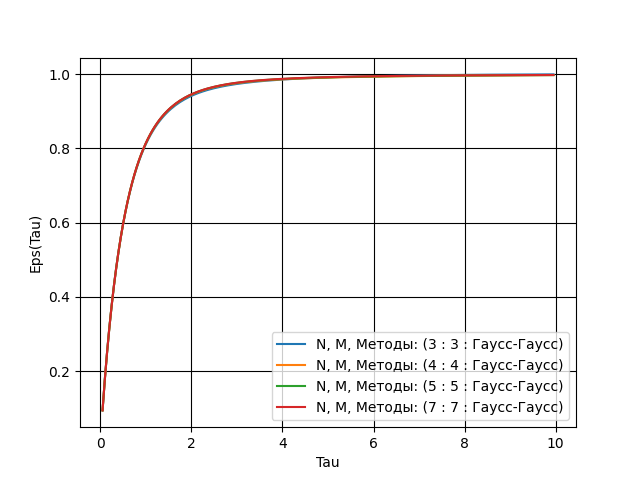 1.0
0.8
0.6
0.4
0.2
Eps(Tau)
0
2
4
6
8
10
Tau
N, M, Методы: (3 : 3 : Гаусс-Гаусс)
N, M, Методы: (4 : 4 : Гаусс-Гаусс)
N, M, Методы: (5 : 5 : Гаусс-Гаусс)
N, M, Методы: (7 : 7 : Гаусс-Гаусс)